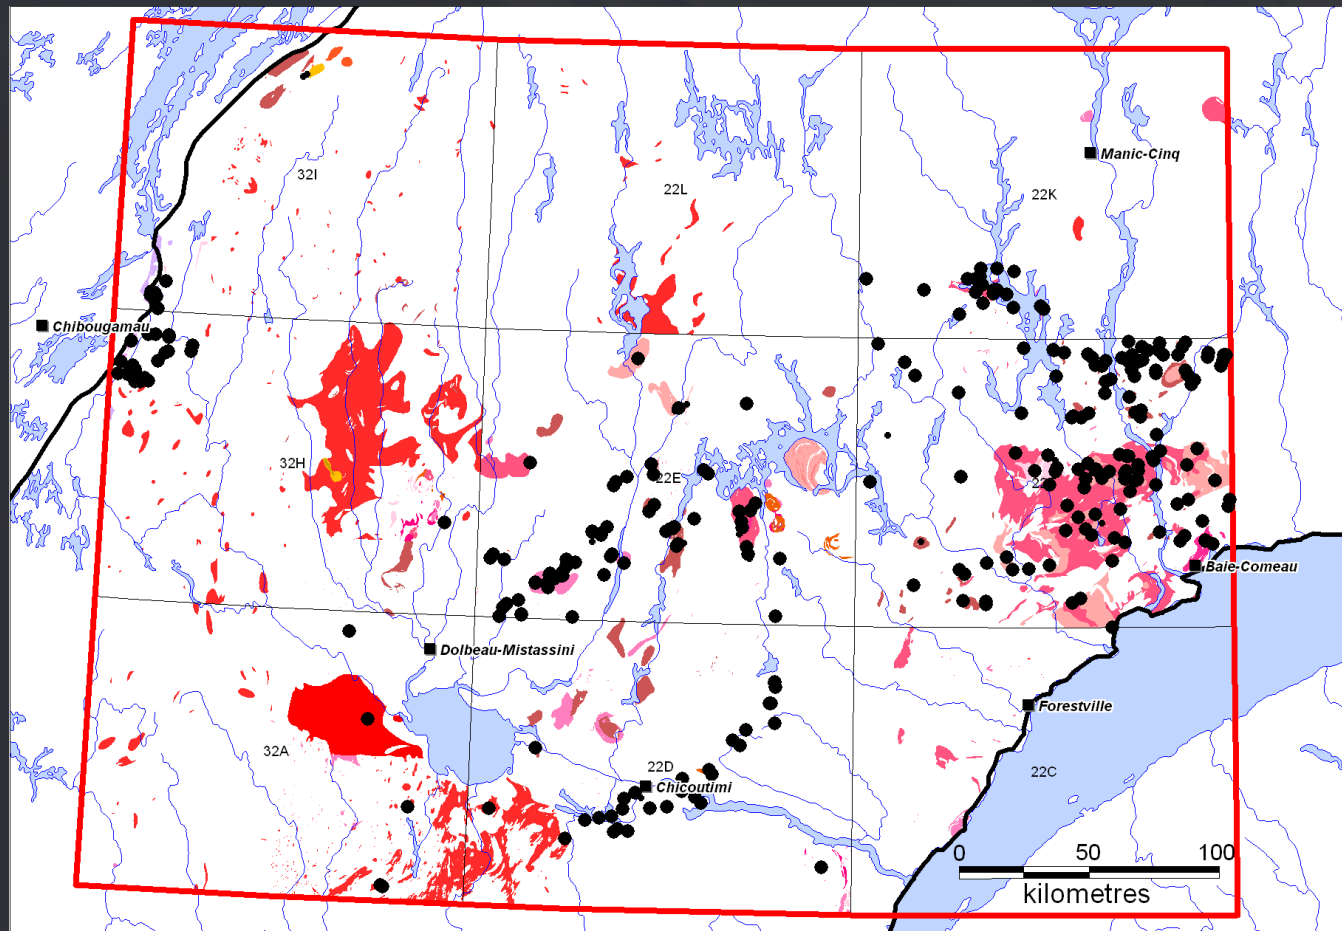 Manic-Cinq
32I
22L
22K
Chibougamau
32H
22E
22
Baie-Comeau
Dolbeau-Mistassini
Forestville
32A
22D
22C
Chicoutimi
0 50 100
kilometres